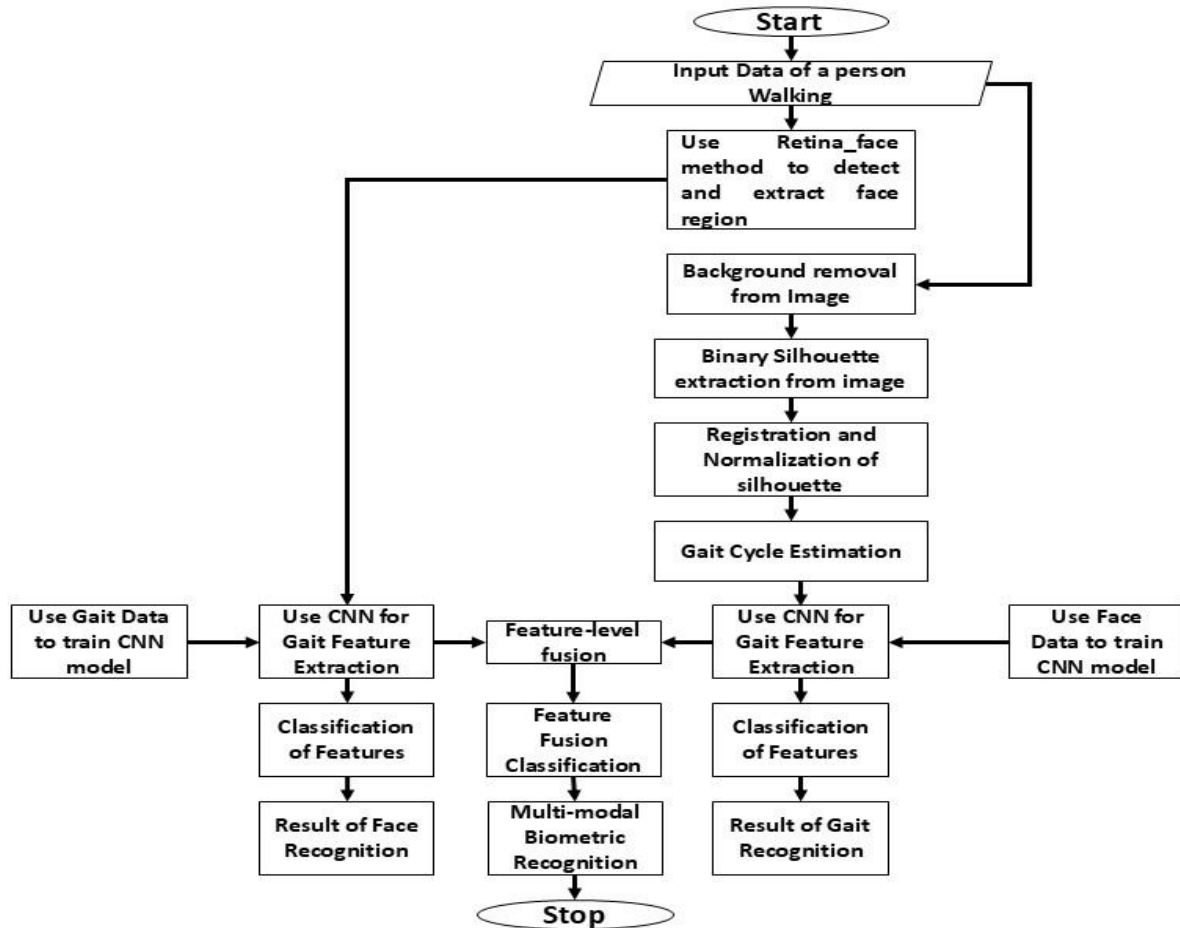 Start
Input Data of a person
Walking
Use Retina_face
method to detect
and extract face
region
Background removal
from Image
Binary Silhouette
extraction from image
Registration and
Normalization of
silhouette
Gait Cycle Estimation
Use Gait Data
to train CNN
model
Use CNN for
Gait Feature
Extraction
Feature-level
fusion
Use CNN for
Gait Feature
Extraction
Use Face
Data to train
CNN model
Classification
of Features
Feature
Fusion
Classification
Classification
of Features
Result of Face
Recognition
Multi-modal
Biometric
Recognition
Result of Gait
Recognition
Stop